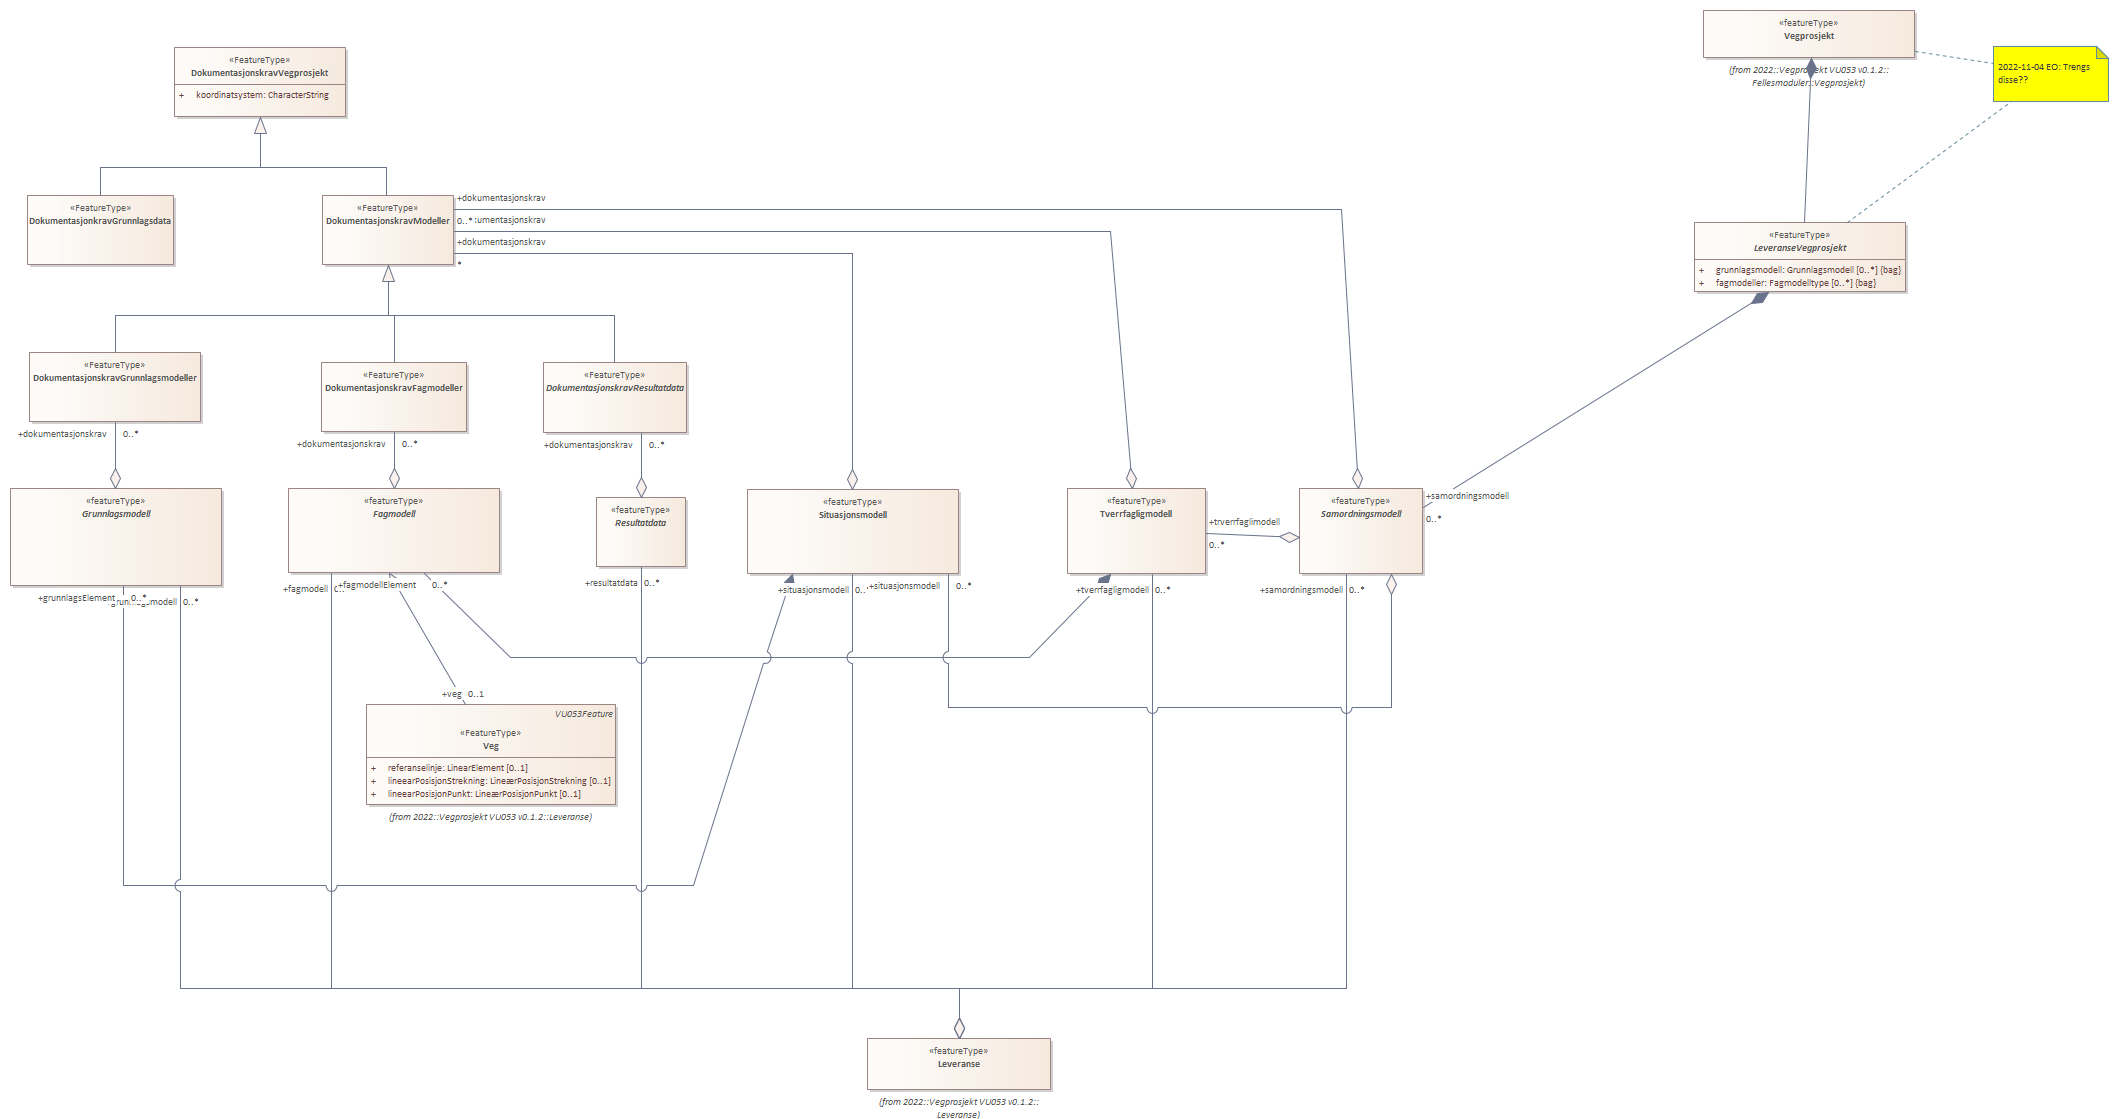 «featureType»
Vegprosjekt
(from 2022::Vegprosjekt VU053 v0.1.2::
Fellesmoduler::Vegprosjekt)
2022-11-04 EO: Trengs
disse??
«FeatureType»
DokumentasjonskravVegprosjekt
+ koordinatsystem: CharacterString
«FeatureType»
DokumentasjonkravGrunnlagsdata
«FeatureType»
DokumentasjonskravModeller
+dokumentasjonskrav
0..*
:umentasjonskrav
+dokumentasjonskrav
*
«FeatureType»
LeveranseVegprosjekt
+ grunnlagsmodell: Grunnlagsmodell [0..*] {bag}
+ fagmodeller: Fagmodelltype [0..*] {bag}
«FeatureType»
DokumentasjonskravGrunnlagsmodeller
+dokumentasjonskrav 0..*
«FeatureType»
DokumentasjonskravFagmodeller
+dokumentasjonskrav 0..*
«FeatureType»
DokumentasjonskravResultatdata
+dokumentasjonskrav 0..*
«featureType»
Grunnlagsmodell
«featureType»
Fagmodell
«featureType»
Resultatdata
«featureType»
Situasjonsmodell
«featureType»
Tverrfagligmodell
+trverrfaglimodell
0..*
«featureType»
Samordningsmodell
+samordningsmodell
0..*
+grunnlagsElement 0..*
modell 0..*
+fagmodell 0..
+fagmodellElement 0..*
+resultatdata 0..*
+situasjonsmodell 0..
+situasjonsmodell 0..*
+tverrfagligmodell 0..*
+samordningsmodell 0..*
+veg 0..1
VU053Feature
«FeatureType»
Veg
+ referanselinje: LinearElement [0..1]
+ lineearPosisjonStrekning: LineærPosisjonStrekning [0..1]
+ lineearPosisjonPunkt: LineærPosisjonPunkt [0..1]
(from 2022::Vegprosjekt VU053 v0.1.2::Leveranse)
«featureType»
Leveranse
(from 2022::Vegprosjekt VU053 v0.1.2::
Leveranse)